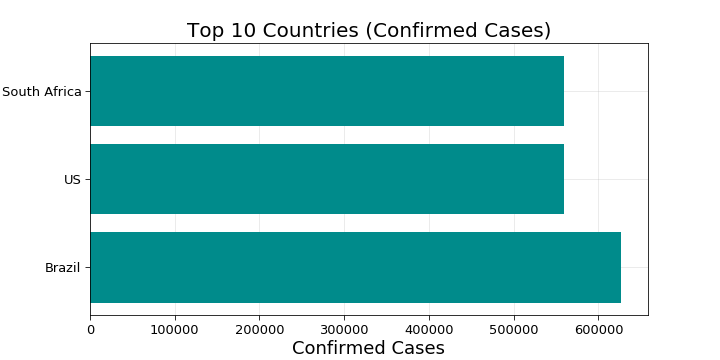 Top 10 Countries (Confirmed Cases)
South Africa
US
Brazil
0 100000 200000 300000 400000 500000 600000
Confirmed Cases